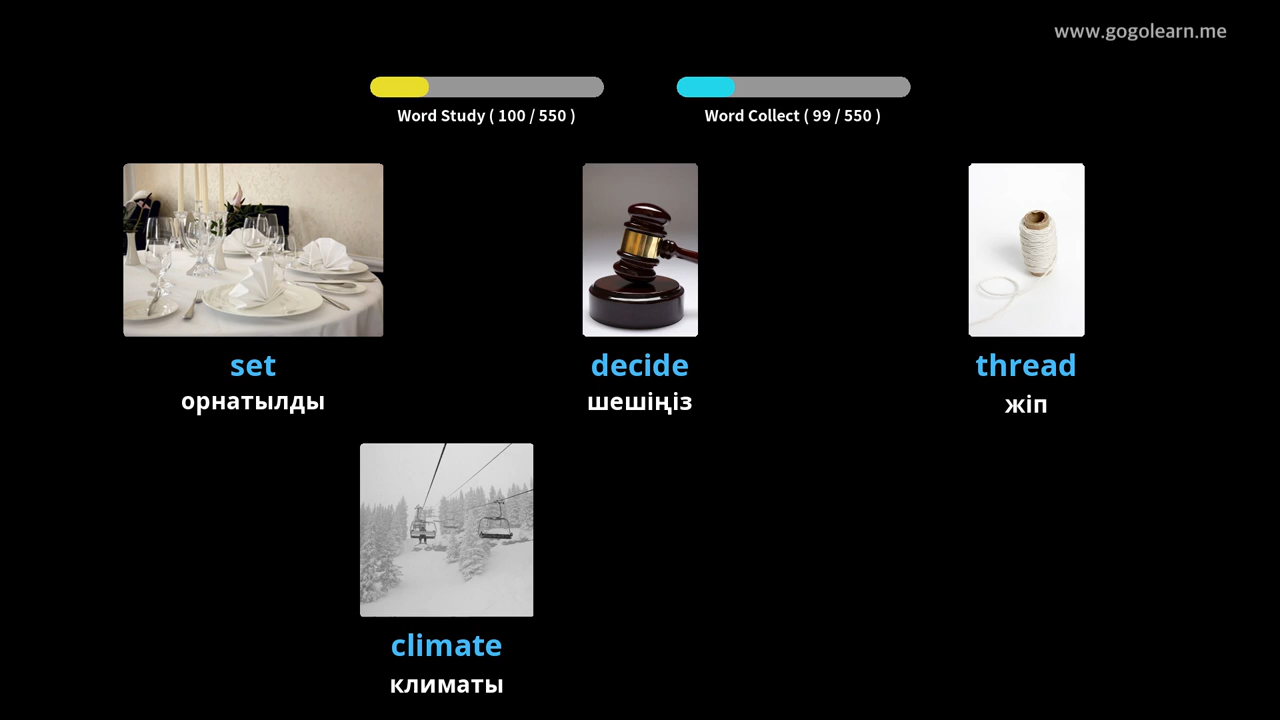 www.gogolearn.me
Word Study ( 100 / 550 )
Word Collect ( 99 / 550 )
set
орнатылды
decide
шешіңіз
thread
жіп
climate
климаты